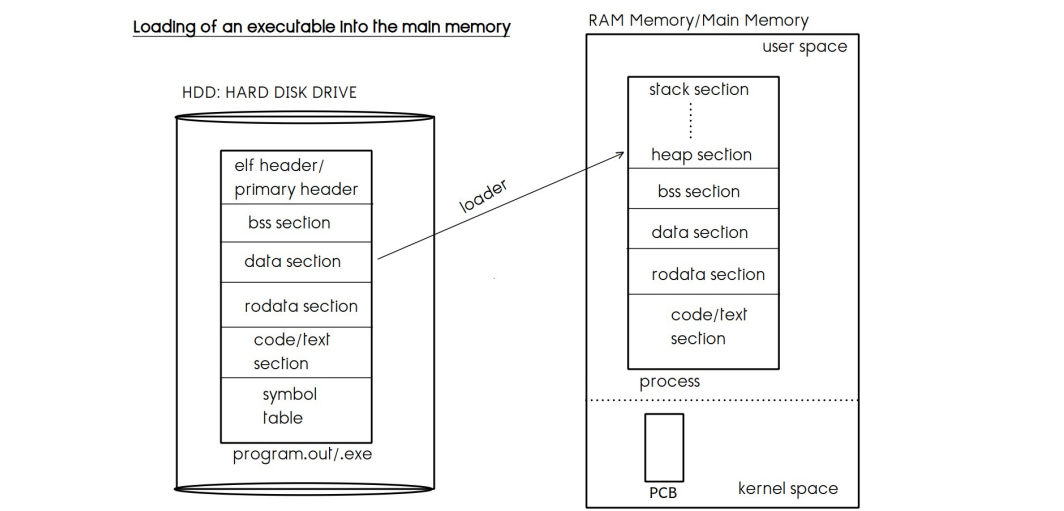 Loading of an executable into the main memory
HDD: HARD DISK DRIVE
elf header/
primary header
bss section
data section
rodata section
code/text
section
symbol
table
program.out/.exe
loader
RAM Memory/Main Memory
user space
stack section
heap section
bss section
data section
rodata section
code/text
section
process
PCB
kernel space